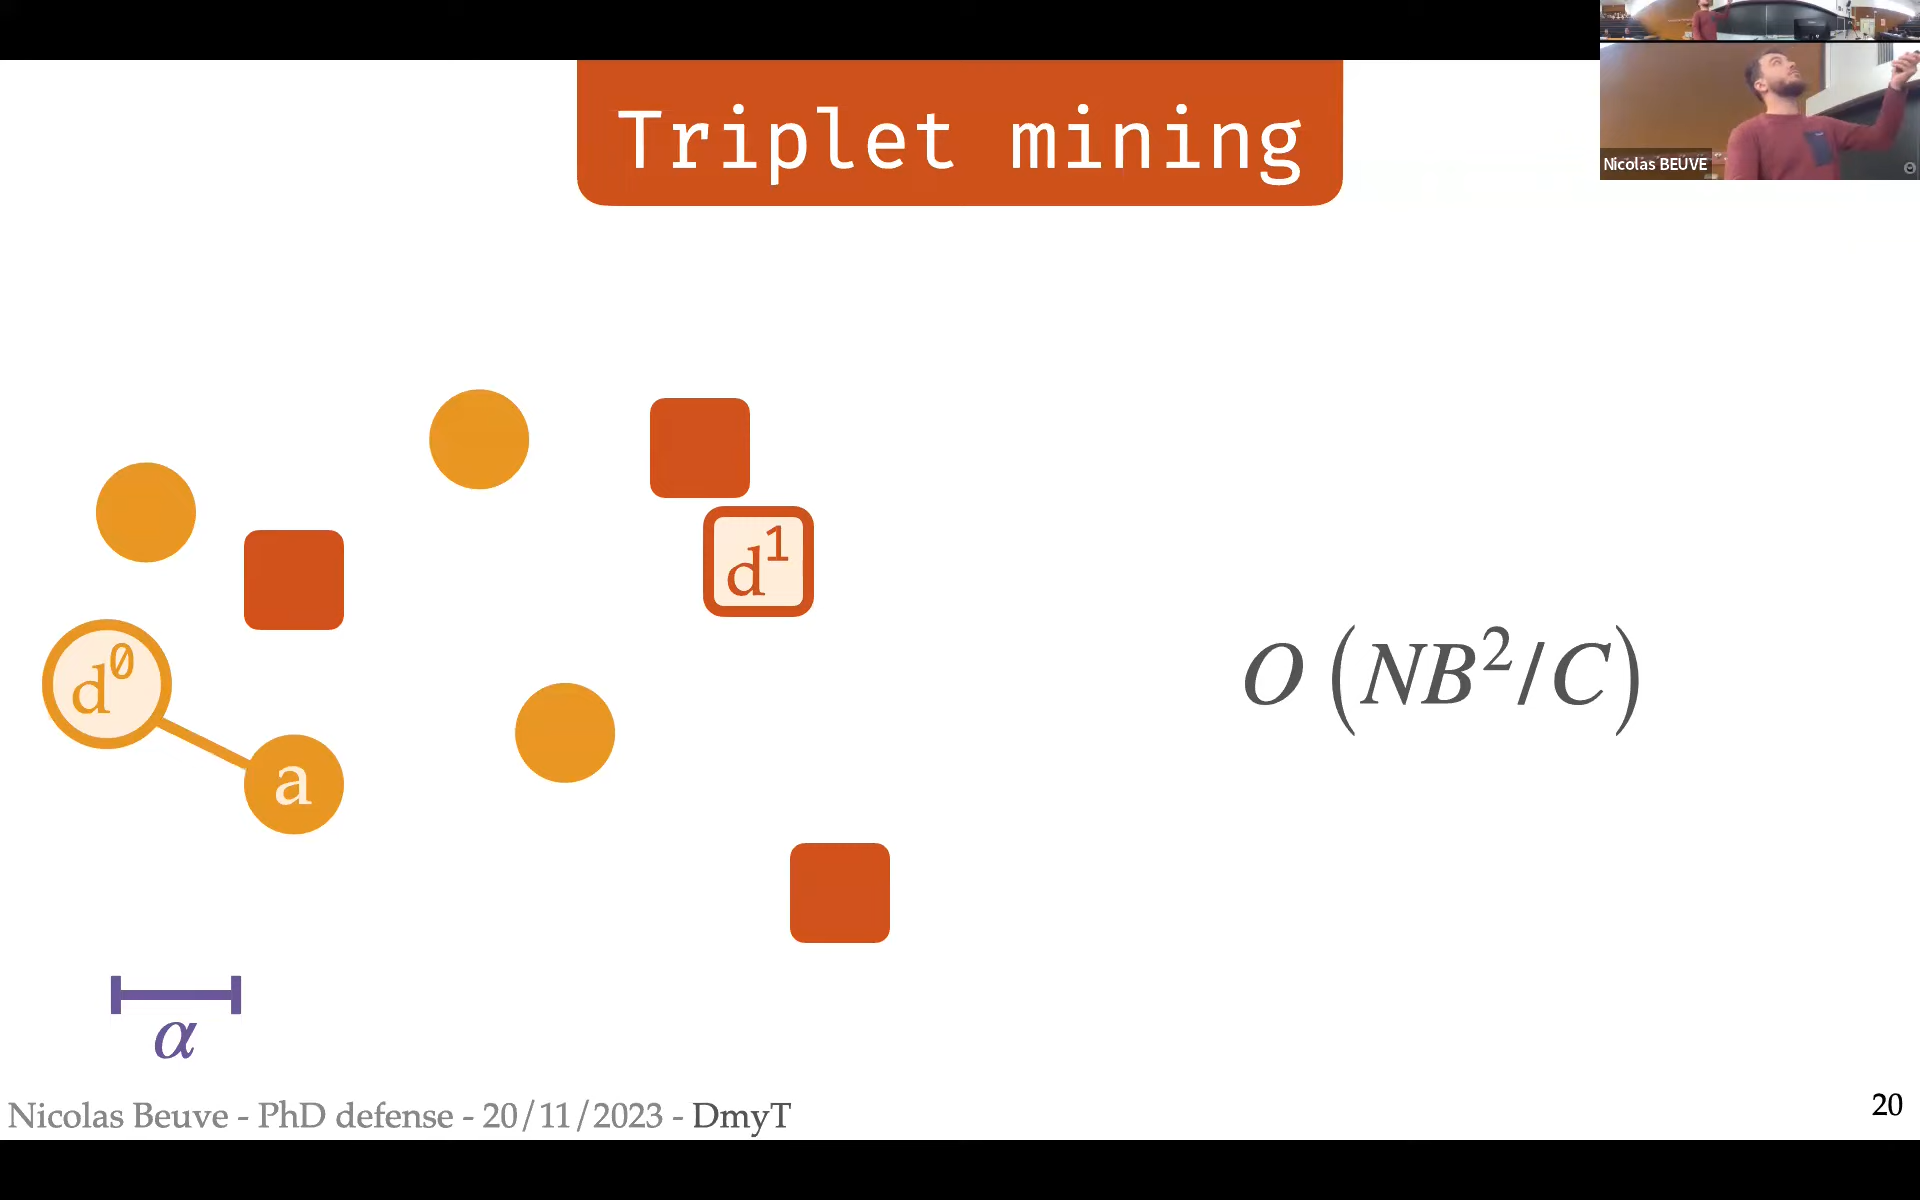 Triplet mining
Nicolas BEUVE
d⁰
a
d¹
O (NB²/C)
α
Nicolas Beuve - PhD defense - 20/11/2023 - DmyT
20